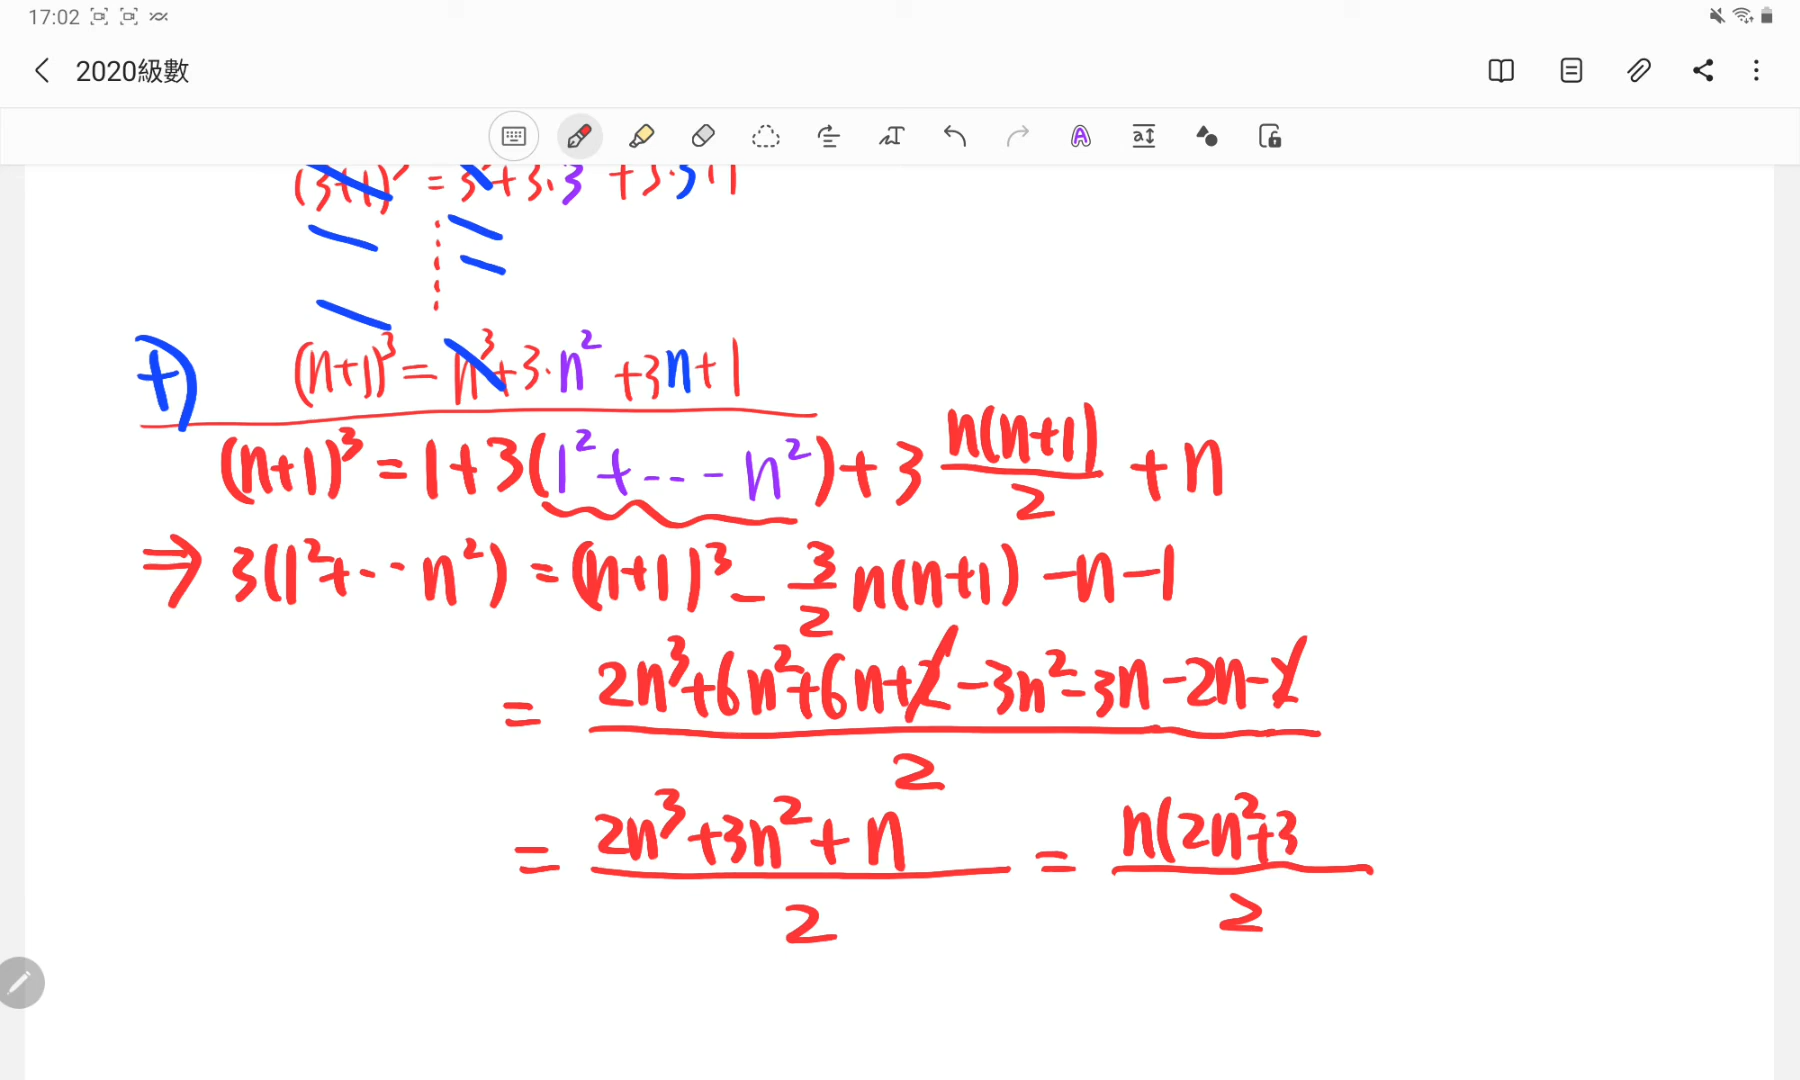 17:02
2020級數
(3+1)³ = 3³+3·3² +3·3+1
+) (n+1)³ = n³+3·n² +3n+1
(n+1)³ = 1+3(1²+--- n²)+3 n(n+1)/2 + n
⇒ 3(1²+--- n²) = (n+1)³ - 3/2 n(n+1) -n-1
= 2n³+6n²+6n+2-3n²-3n-2n-2 / 2
= 2n³+3n²+n / 2 = n(2n²+3 / 2